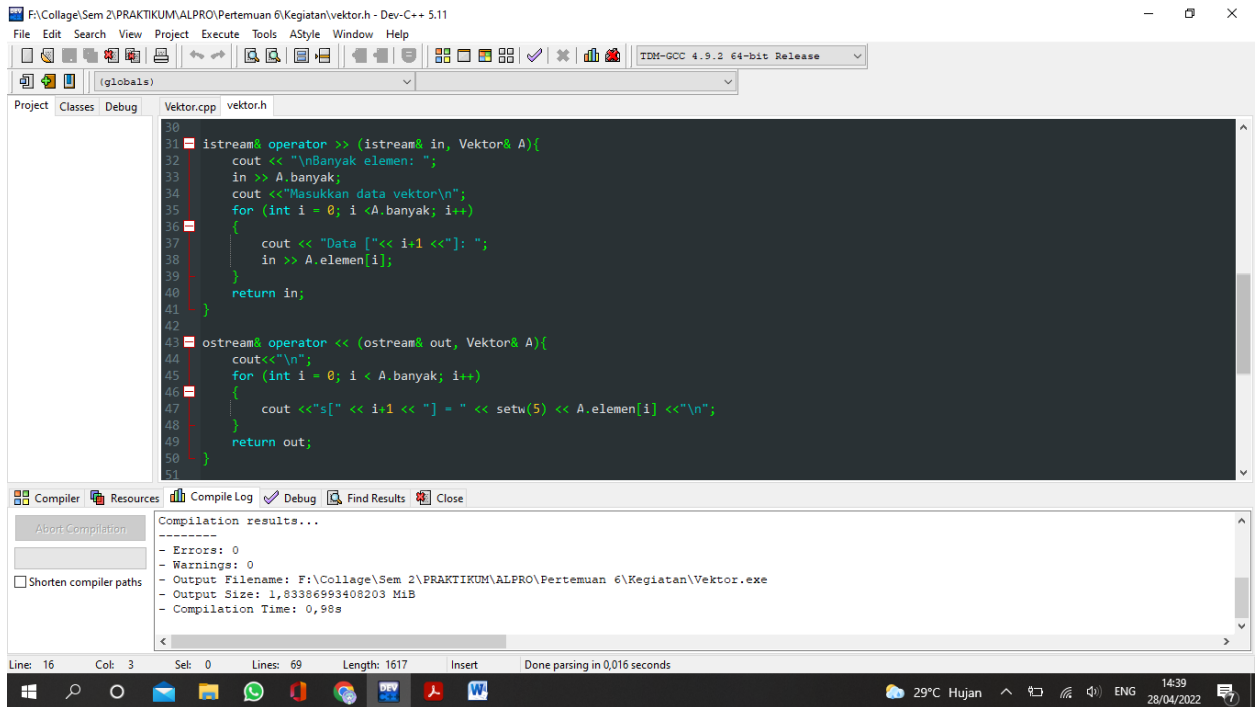 F:\Collage\Sem 2\PRAKTIKUM\ALPRO\Pertemuan 6\Kegiatan\vektor.h - Dev-C++ 5.11
File Edit Search View Project Execute Tools AStyle Window Help
TDM-GCC 4.9.2 64-bit Release
(globals)
Project Classes Debug Vektor.cpp vektor.h
30
31 istream& operator >> (istream& in, Vektor& A){
32 cout << "\nBanyak elemen: ";
33 in >> A.banyak;
34 cout <<"Masukkan data vektor\n";
35 for (int i = 0; i <A.banyak; i++)
36 {
37 cout << "Data ["<< i+1 <<"]: ";
38 in >> A.elemen[i];
39 }
40 return in;
41 }
42
43 ostream& operator << (ostream& out, Vektor& A){
44 cout<<"\n";
45 for (int i = 0; i < A.banyak; i++)
46 {
47 cout <<"s[" << i+1 << "] = " << setw(5) << A.elemen[i] <<"\n";
48 }
49 return out;
50 }
51
Compiler Resources Compile Log Debug Find Results Close
Abort Compilation
Shorten compiler paths
Compilation results...
--------
- Errors: 0
- Warnings: 0
- Output Filename: F:\Collage\Sem 2\PRAKTIKUM\ALPRO\Pertemuan 6\Kegiatan\Vektor.exe
- Output Size: 1,83386993408203 MiB
- Compilation Time: 0,98s
Line: 16 Col: 3 Sel: 0 Lines: 69 Length: 1617 Insert Done parsing in 0,016 seconds
DEV
W
29°C Hujan ENG
14:39
28/04/2022
7